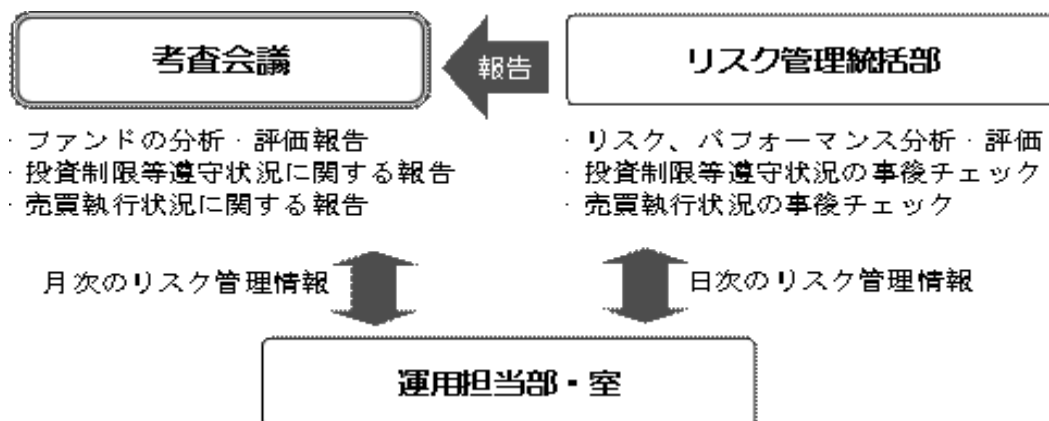 考査会議
報告
リスク管理統括部
· ファンドの分析・評価報告
· 投資制限等遵守状況に関する報告
· 売買執行状況に関する報告
· リスク、パフォーマンス分析・評価
· 投資制限等遵守状況の事後チェック
· 売買執行状況の事後チェック
月次のリスク管理情報
日次のリスク管理情報
運用担当部・室